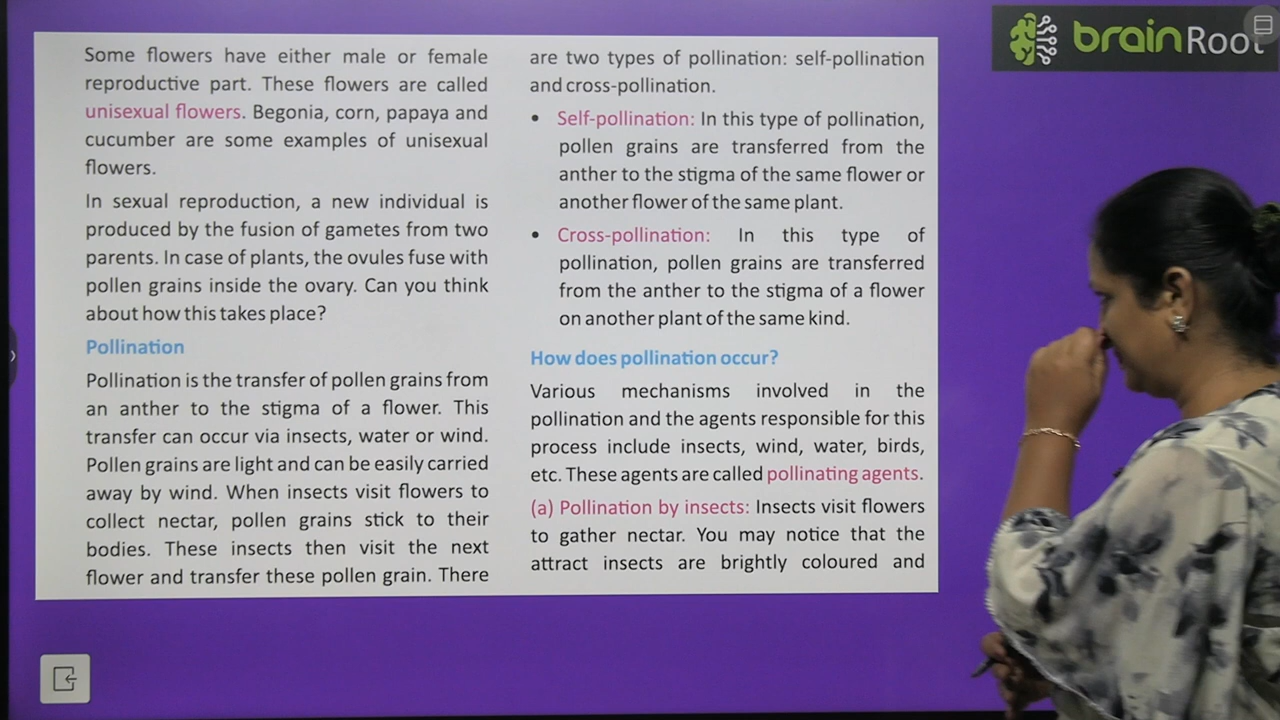 brainRoot
Some flowers have either male or female
reproductive part. These flowers are called
unisexual flowers. Begonia, corn, papaya and
cucumber are some examples of unisexual
flowers.
In sexual reproduction, a new individual is
produced by the fusion of gametes from two
parents. In case of plants, the ovules fuse with
pollen grains inside the ovary. Can you think
about how this takes place?
Pollination
Pollination is the transfer of pollen grains from
an anther to the stigma of a flower. This
transfer can occur via insects, water or wind.
Pollen grains are light and can be easily carried
away by wind. When insects visit flowers to
collect nectar, pollen grains stick to their
bodies. These insects then visit the next
flower and transfer these pollen grain. There
are two types of pollination: self-pollination
and cross-pollination.
• Self-pollination: In this type of pollination,
pollen grains are transferred from the
anther to the stigma of the same flower or
another flower of the same plant.
• Cross-pollination: In this type of
pollination, pollen grains are transferred
from the anther to the stigma of a flower
on another plant of the same kind.
How does pollination occur?
Various mechanisms involved in the
pollination and the agents responsible for this
process include insects, wind, water, birds,
etc. These agents are called pollinating agents.
(a) Pollination by insects: Insects visit flowers
to gather nectar. You may notice that the
attract insects are brightly coloured and